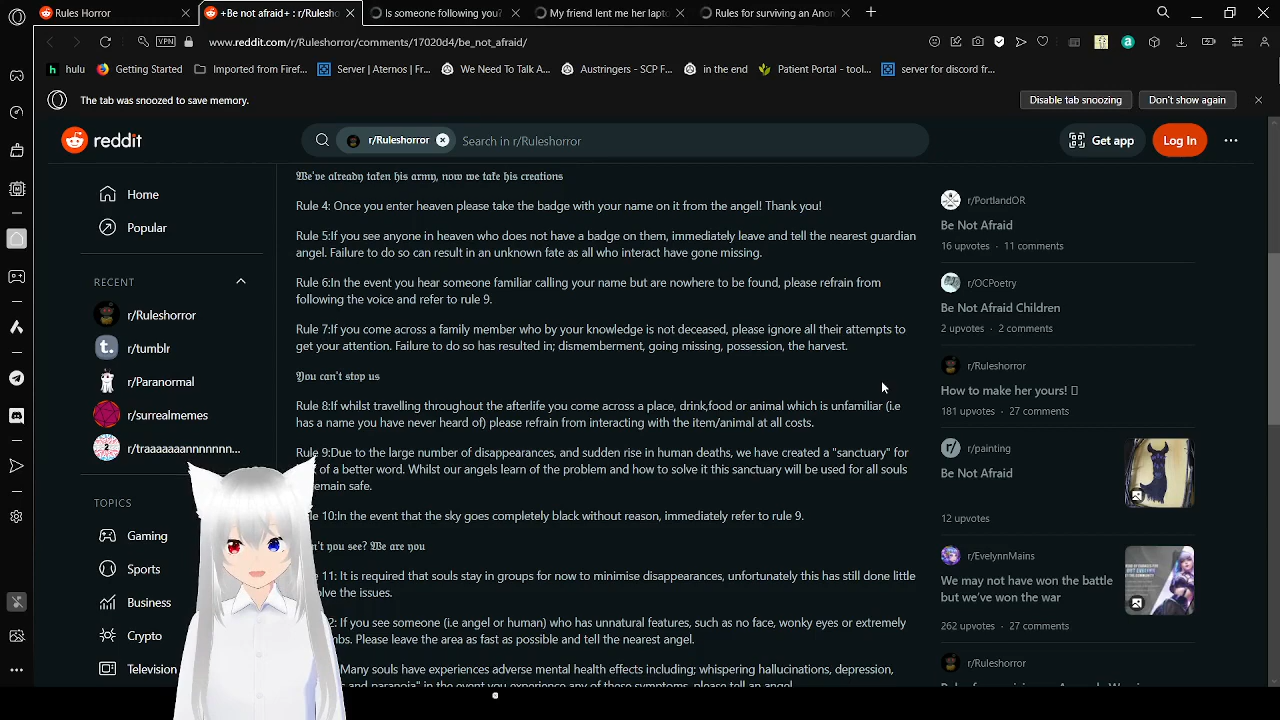 Rules Horror
+Be not afraid+ : r/Rulesh
Is someone following you?
My friend lent me her lapto
Rules for surviving an Anor
VPN
www.reddit.com/r/Ruleshorror/comments/17020d4/be_not_afraid/
hulu
Getting Started
Imported from Firef...
Server | Aternos | Fr...
We Need To Talk A...
Austringers - SCP F...
in the end
Patient Portal - tool...
server for discord fr...
The tab was snoozed to save memory.
Disable tab snoozing
Don't show again
reddit
r/Ruleshorror
Search in r/Ruleshorror
Get app
Log In
Home
Popular
RECENT
r/Ruleshorror
r/tumblr
r/Paranormal
r/surrealmemes
r/traaaaaaannnnnnn...
TOPICS
Gaming
Sports
Business
Crypto
Television
𝔚e've already taken his army, now we take his creations
Rule 4: Once you enter heaven please take the badge with your name on it from the angel! Thank you!
Rule 5:If you see anyone in heaven who does not have a badge on them, immediately leave and tell the nearest guardian
angel. Failure to do so can result in an unknown fate as all who interact have gone missing.
Rule 6:In the event you hear someone familiar calling your name but are nowhere to be found, please refrain from
following the voice and refer to rule 9.
Rule 7:If you come across a family member who by your knowledge is not deceased, please ignore all their attempts to
get your attention. Failure to do so has resulted in; dismemberment, going missing, possession, the harvest.
You can't stop us
Rule 8:If whilst travelling throughout the afterlife you come across a place, drink,food or animal which is unfamiliar (i.e
has a name you have never heard of) please refrain from interacting with the item/animal at all costs.
Rule 9:Due to the large number of disappearances, and sudden rise in human deaths, we have created a "sanctuary" for
of a better word. Whilst our angels learn of the problem and how to solve it this sanctuary will be used for all souls
emain safe.
10:In the event that the sky goes completely black without reason, immediately refer to rule 9.
't you see? We are you
11: It is required that souls stay in groups for now to minimise disappearances, unfortunately this has still done little
olve the issues.
2: If you see someone (i.e angel or human) who has unnatural features, such as no face, wonky eyes or extremely
mbs. Please leave the area as fast as possible and tell the nearest angel.
Many souls have experiences adverse mental health effects including; whispering hallucinations, depression,
and paranoia" in the event you experience any of these symptoms, please tell an angel.
r/PortlandOR
Be Not Afraid
16 upvotes · 11 comments
r/OCPoetry
Be Not Afraid Children
2 upvotes · 2 comments
r/Ruleshorror
How to make her yours!
181 upvotes · 27 comments
r/painting
Be Not Afraid
12 upvotes
r/EvelynnMains
We may not have won the battle
but we've won the war
262 upvotes · 27 comments
r/Ruleshorror